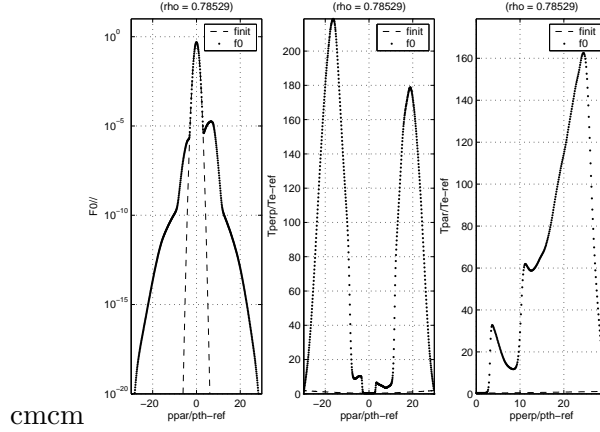 (rho = 0.78529)
finit
f0
10^0
10^-5
10^-10
10^-15
10^-20
F0//
-20
0
20
ppar/pth-ref
(rho = 0.78529)
finit
f0
200
180
160
140
120
100
80
60
40
20
0
Tperp/Te-ref
-20
0
20
ppar/pth-ref
(rho = 0.78529)
finit
f0
160
140
120
100
80
60
40
20
0
Tpar/Te-ref
0
10
20
pperp/pth-ref
cmcm